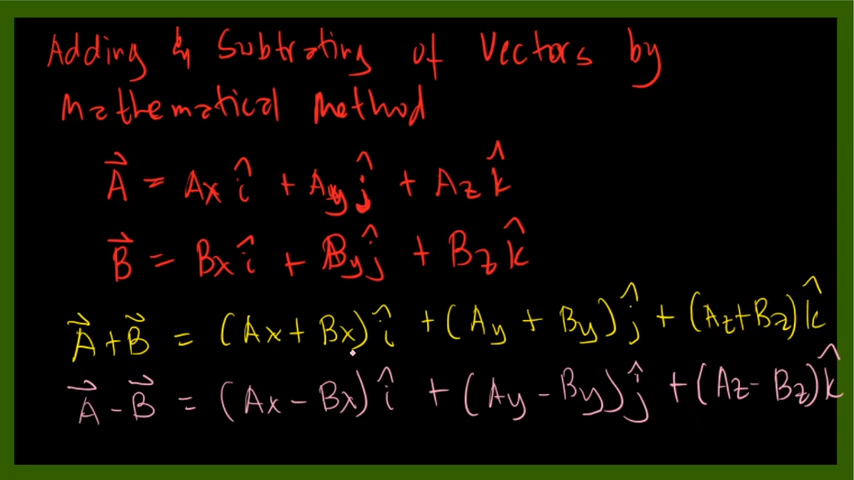 Adding & Subtrating of Vectors by
Mathematical Method
A⃗ = Ax î + Ay ĵ + Az k̂
B⃗ = Bx î + By ĵ + Bz k̂
A⃗ + B⃗ = (Ax + Bx) î + (Ay + By) ĵ + (Az + Bz) k̂
A⃗ - B⃗ = (Ax - Bx) î + (Ay - By) ĵ + (Az - Bz) k̂